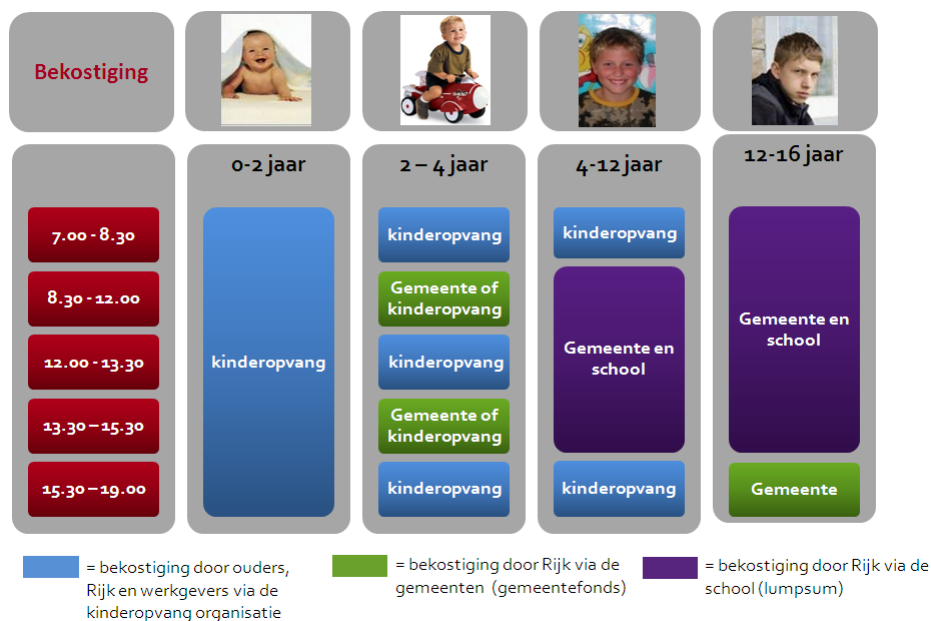 Bekostiging
0-2 jaar
2 – 4 jaar
4-12 jaar
12-16 jaar
7.00 - 8.30
kinderopvang
kinderopvang
8.30 - 12.00
Gemeente of
kinderopvang
12.00 - 13.30
kinderopvang
kinderopvang
Gemeente en
school
Gemeente en
school
13.30 – 15.30
Gemeente of
kinderopvang
15.30 – 19.00
kinderopvang
kinderopvang
Gemeente
= bekostiging door ouders,
Rijk en werkgevers via de
kinderopvang organisatie
= bekostiging door Rijk via de
gemeenten (gemeentefonds)
= bekostiging door Rijk via de
school (lumpsum)